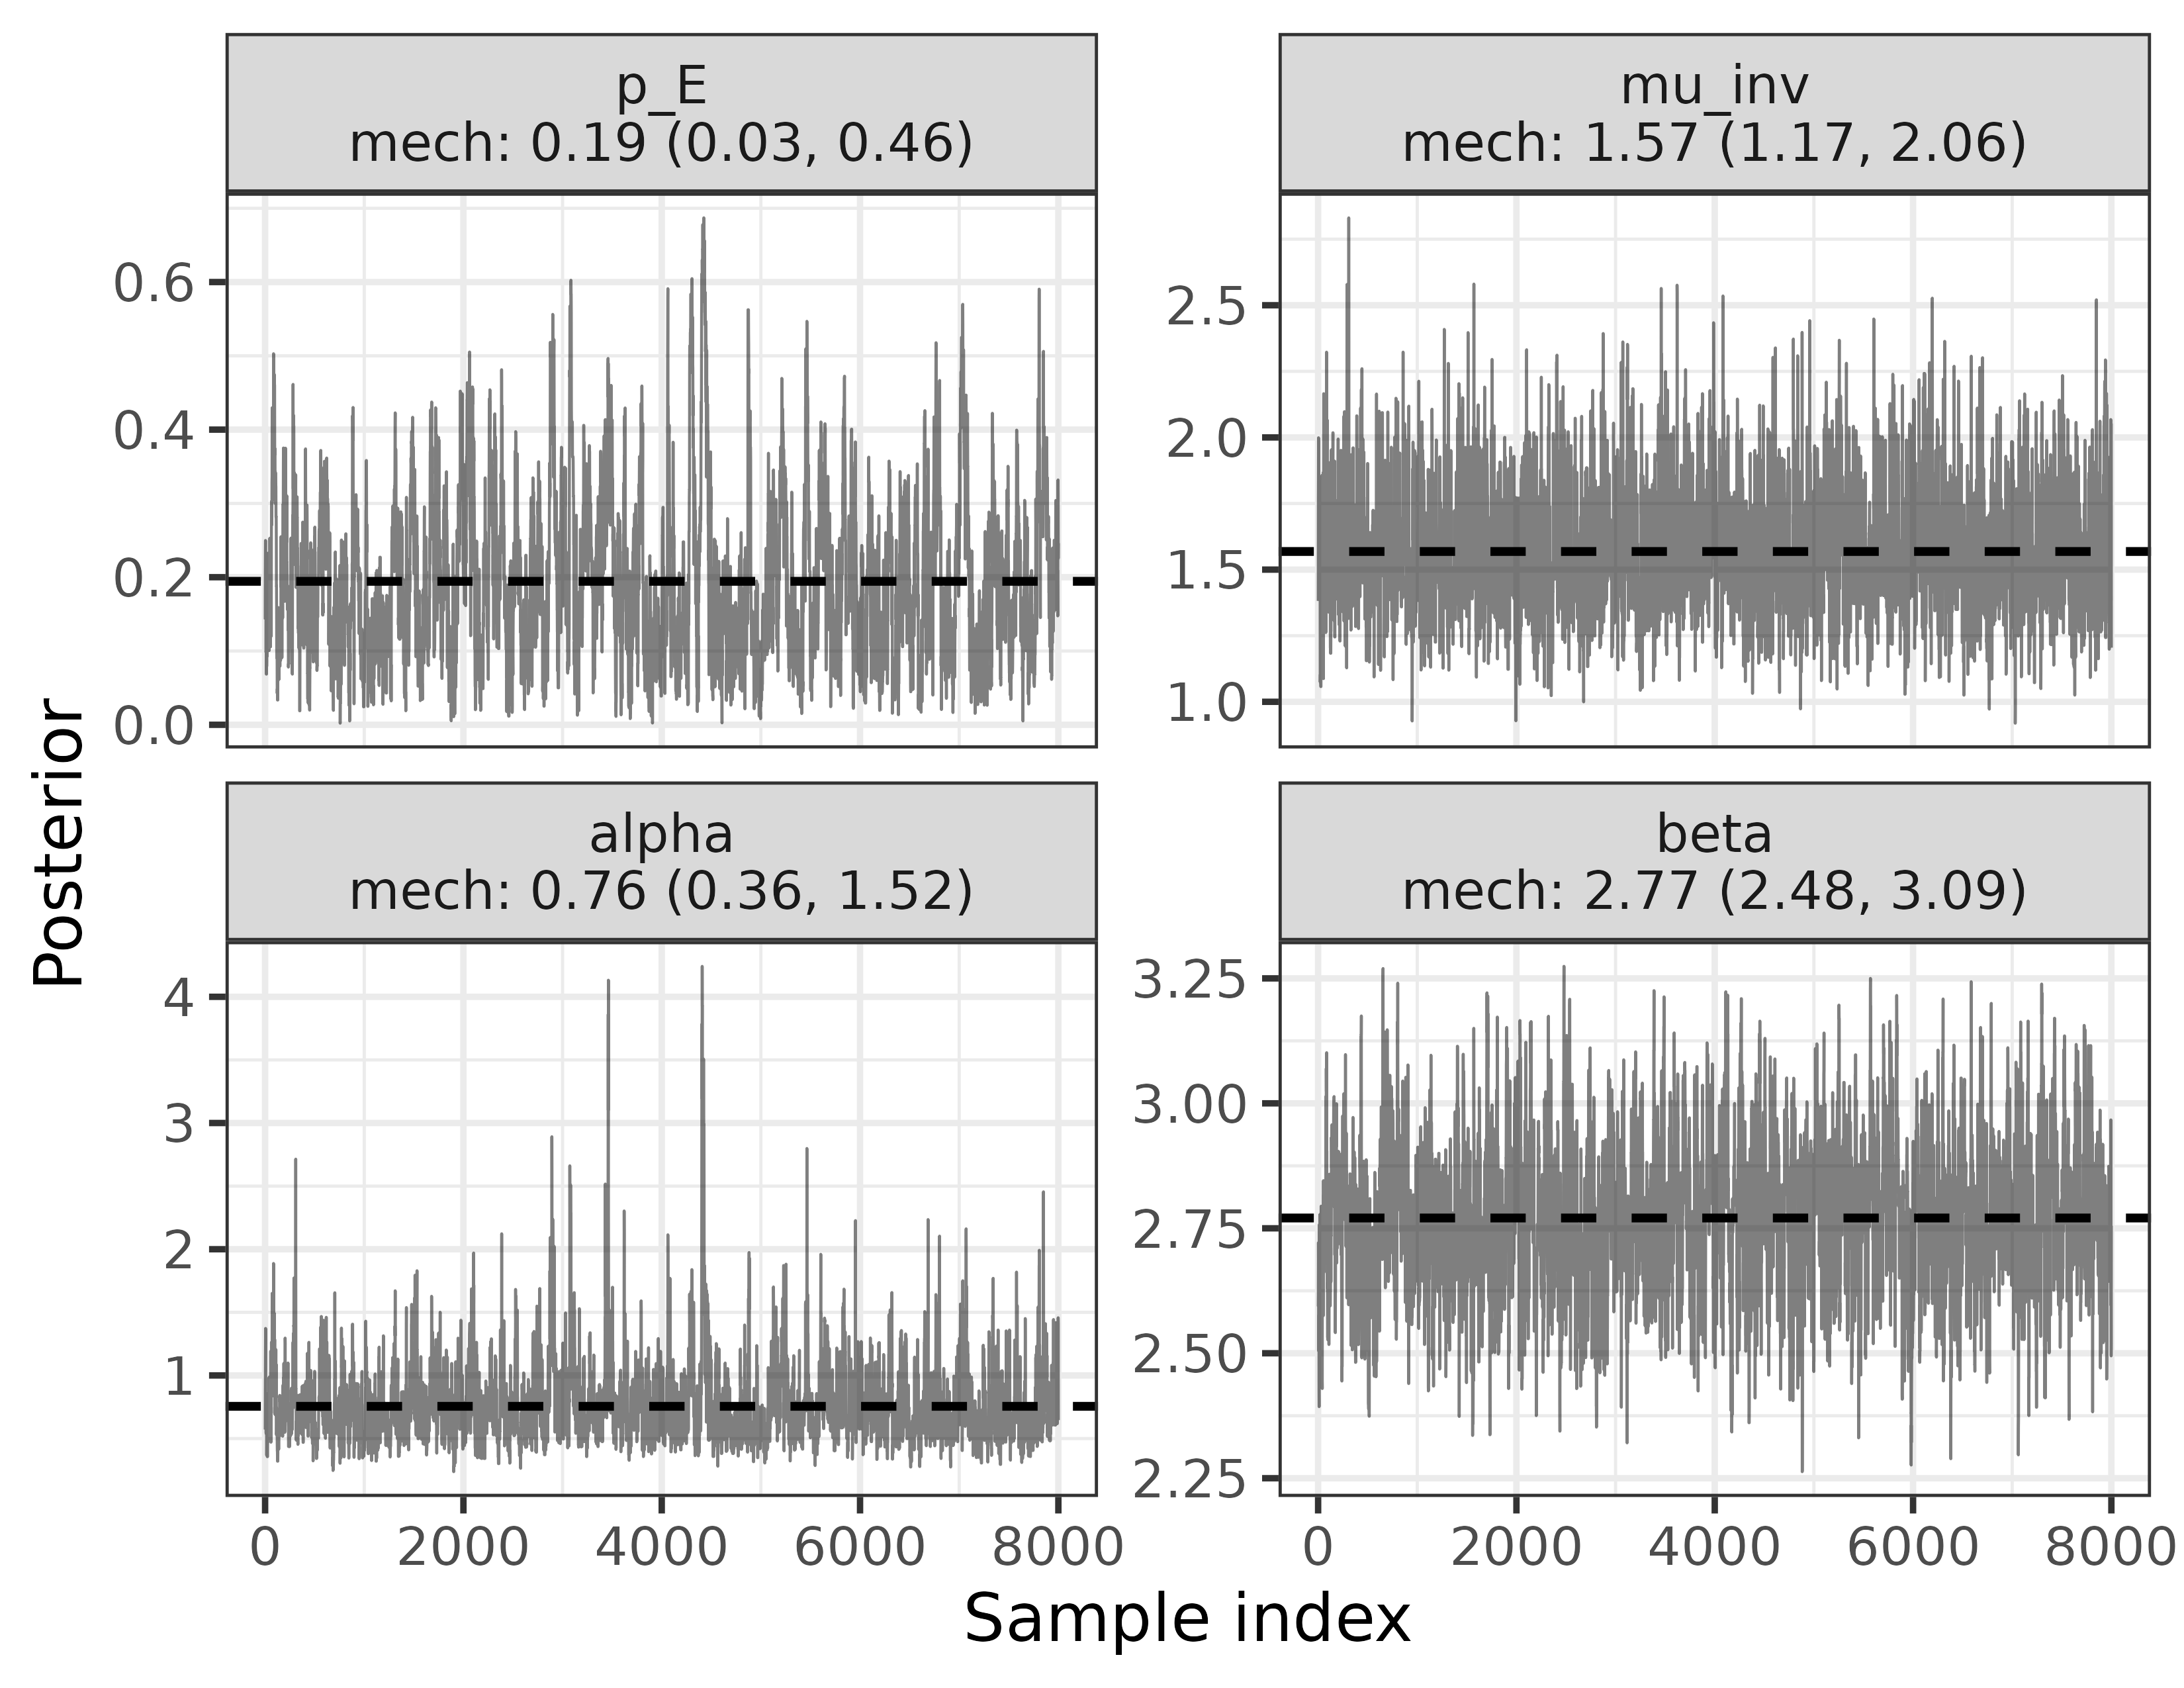 p_E
mech: 0.19 (0.03, 0.46)
mu_inv
mech: 1.57 (1.17, 2.06)
0.6
0.4
0.2
0.0
2.5
2.0
1.5
1.0
Posterior
alpha
mech: 0.76 (0.36, 1.52)
beta
mech: 2.77 (2.48, 3.09)
4
3
2
1
3.25
3.00
2.75
2.50
2.25
0 2000 4000 6000 8000
0 2000 4000 6000 8000
Sample index